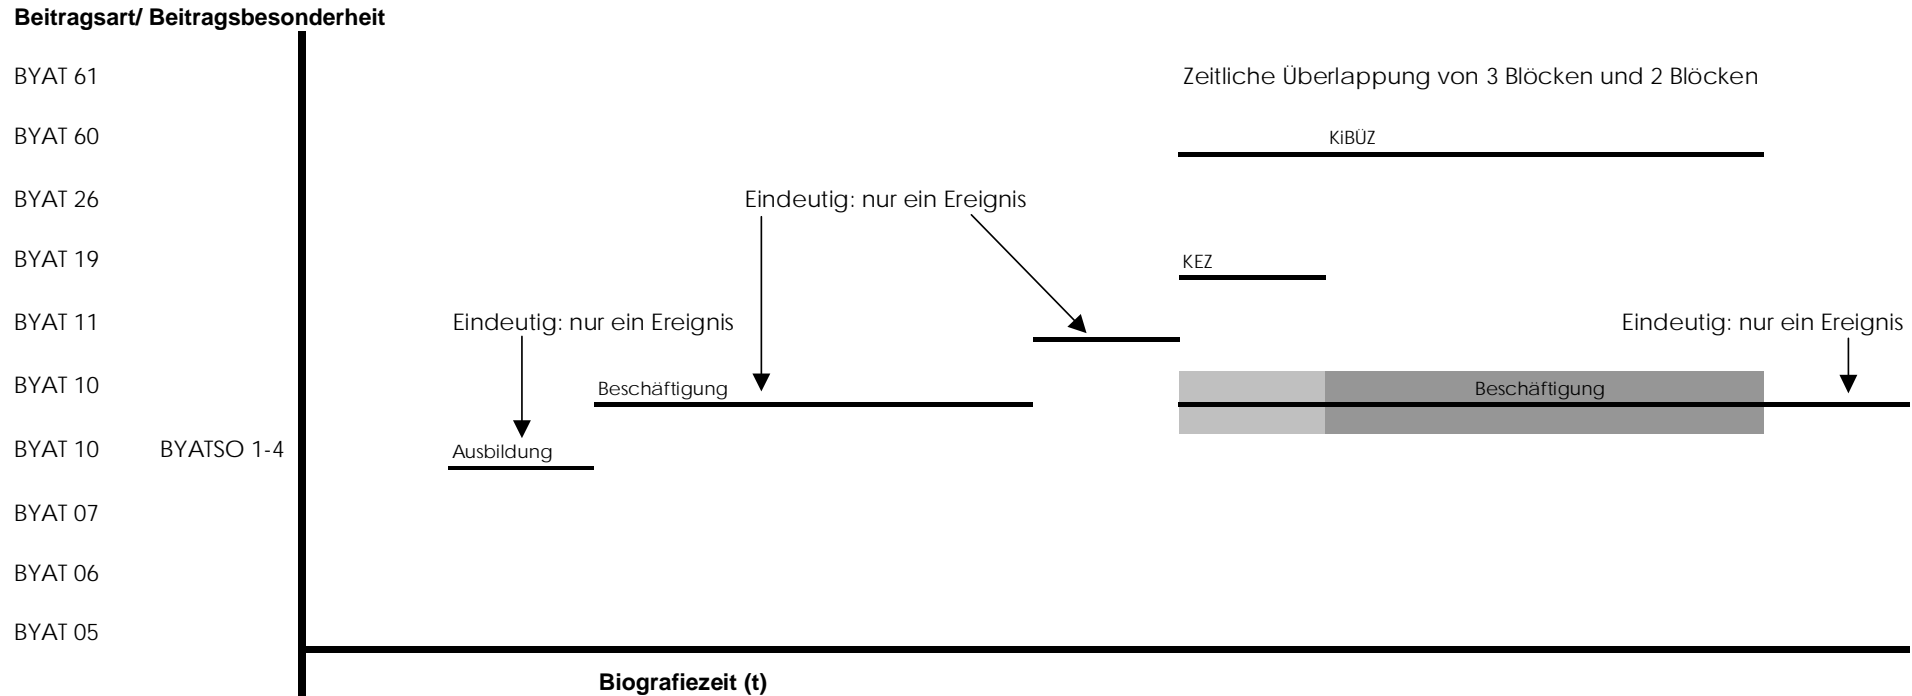 Beitragsart/ Beitragsbesonderheit
BYAT 61 Zeitliche Überlappung von 3 Blöcken und 2 Blöcken
BYAT 60 KiBÜZ
BYAT 26 Eindeutig: nur ein Ereignis
BYAT 19 KEZ
BYAT 11 Eindeutig: nur ein Ereignis Eindeutig: nur ein Ereignis
BYAT 10 Beschäftigung Beschäftigung
BYAT 10 BYATSO 1-4 Ausbildung
BYAT 07
BYAT 06
BYAT 05
Biografiezeit (t)